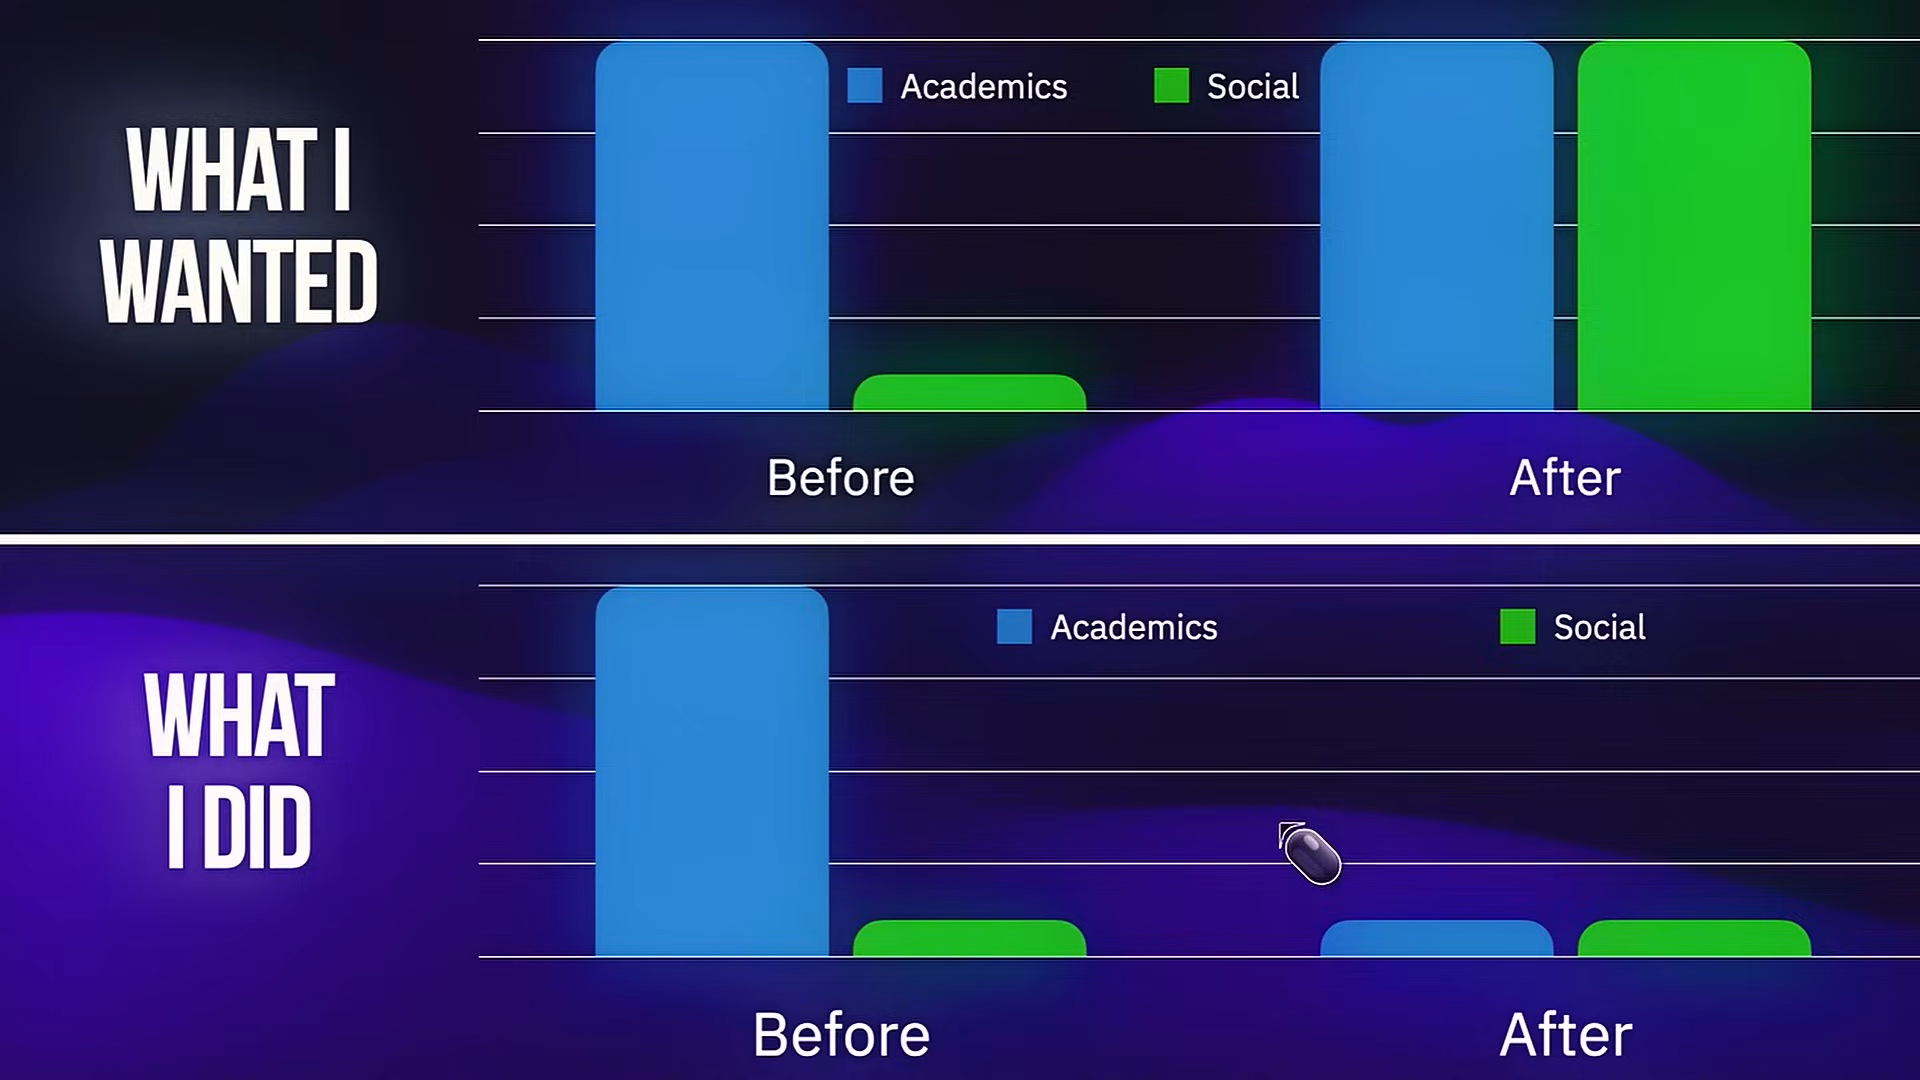 WHAT I
WANTED
Academics
Social
Before
After
WHAT
I DID
Academics
Social
Before
After